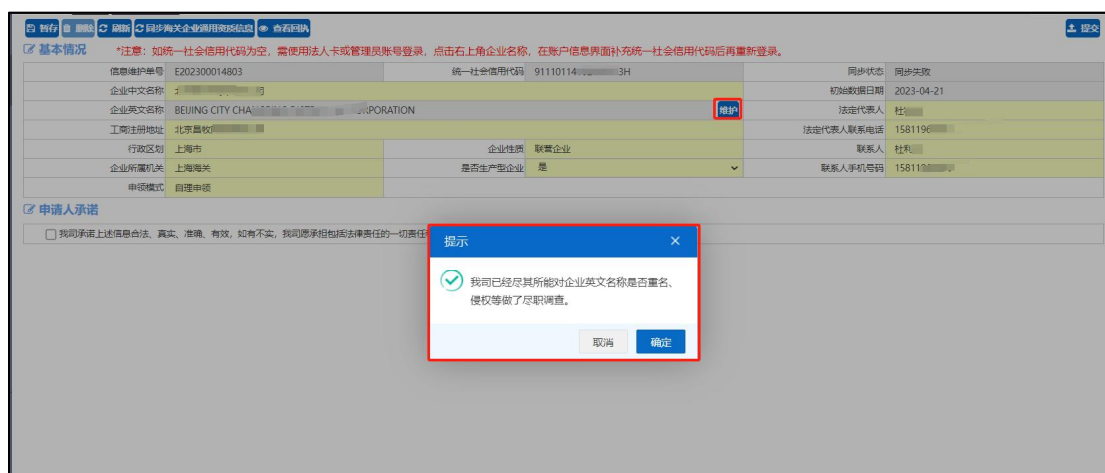 暂存 删除 刷新 同步海关企业通用资质信息 查看回执 提交
基本情况 *注意：如统一社会信用代码为空，需使用法人卡或管理员账号登录，点击右上角企业名称，在账户信息界面补充统一社会信用代码后再重新登录。
信息维护单号 E202300014803 统一社会信用代码 91110114 3H 同步状态 同步失败
企业中文名称 初始数据日期 2023-04-21
企业英文名称 BEIJING CITY CHA PORATION 维护 法定代表人 杜
工商注册地址 北京昌 法定代表人联系电话 1581196
行政区划 上海市 企业性质 联营企业 联系人 杜
企业所属机关 上海海关 是否生产型企业 是 联系人手机号码 15811
申领模式 自理申领
申请人承诺
我司承诺上述信息合法、真实、准确、有效，如有不实，我司愿承担包括法律责任的一切责任
提示
我司已经尽其所能对企业英文名称是否重名、
侵权等做了尽职调查。
取消 确定